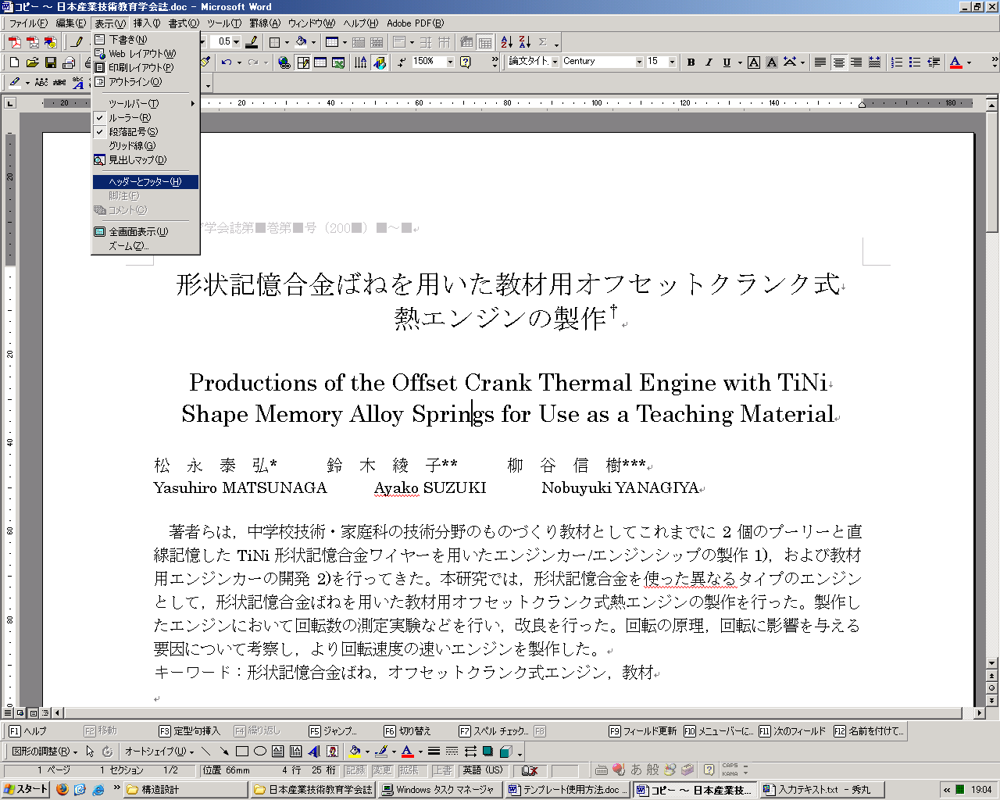 コピー ～ 日本産業技術教育学会誌.doc - Microsoft Word
ファイル(F) 編集(E) 表示(V) 挿入(I) 書式(O) ツール(T) 罫線(A) ウィンドウ(W) ヘルプ(H) Adobe PDF(B)
0.5
150% 論文タイト Century 15 B I U A A A
下書き(N)
Web レイアウト(W)
印刷レイアウト(P)
アウトライン(O)
ツールバー(T)
ルーラー(R)
段落記号(S)
グリッド線(G)
見出しマップ(D)
ヘッダーとフッター(H)
脚注(F)
コメント(C)
全画面表示(U)
ズーム(Z)...
20 20 40 60 80 100 120 140 180
20
20
40
60
80
学会誌第■巻第■号（200■）■～■
形状記憶合金ばねを用いた教材用オフセットクランク式
熱エンジンの製作†
Productions of the Offset Crank Thermal Engine with TiNi
Shape Memory Alloy Springs for Use as a Teaching Material
松 永 泰 弘* 鈴 木 綾 子** 柳 谷 信 樹***
Yasuhiro MATSUNAGA Ayako SUZUKI Nobuyuki YANAGIYA
著者らは，中学校技術・家庭科の技術分野のものづくり教材としてこれまでに 2 個のプーリーと直
線記憶した TiNi 形状記憶合金ワイヤーを用いたエンジンカー/エンジンシップの製作 1)，および教材
用エンジンカーの開発 2)を行ってきた。本研究では，形状記憶合金を使った異なるタイプのエンジン
として，形状記憶合金ばねを用いた教材用オフセットクランク式熱エンジンの製作を行った。製作し
たエンジンにおいて回転数の測定実験などを行い，改良を行った。回転の原理，回転に影響を与える
要因について考察し，より回転速度の速いエンジンを製作した。
キーワード：形状記憶合金ばね，オフセットクランク式エンジン，教材
F1 ヘルプ F2 移動 F3 定型句挿入 F4 繰り返し F5 ジャンプ... F6 切り替え F7 スペル チェック... F8 F9 フィールド更新 F10 メニューバーに... F11 次のフィールド F12 名前を付けて...
図形の調整(R) オートシェイプ(U)
1 ページ 1 セクション 1/2 位置 66mm 4 行 25 桁 記録 変更 拡張 上書 英語 (US) あ 般 CAPS KANA
スタート 構造設計 日本産業技術教育学会誌 Windows タスク マネージャ テンプレート使用方法.doc ... コピー ～ 日本産業技... 入力テキスト.txt - 秀丸 19:04